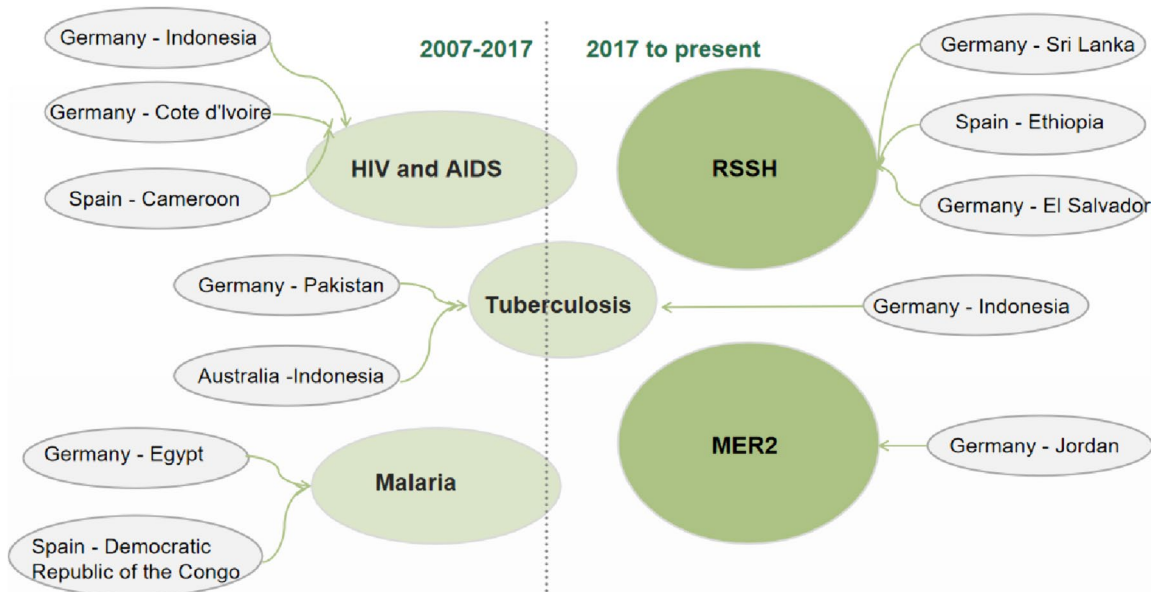 2007-2017
2017 to present
Germany - Indonesia
Germany - Cote d'Ivoire
Spain - Cameroon
HIV and AIDS
Germany - Pakistan
Australia -Indonesia
Tuberculosis
Germany - Egypt
Spain - Democratic
Republic of the Congo
Malaria
RSSH
Germany - Sri Lanka
Spain - Ethiopia
Germany - El Salvador
Germany - Indonesia
MER2
Germany - Jordan